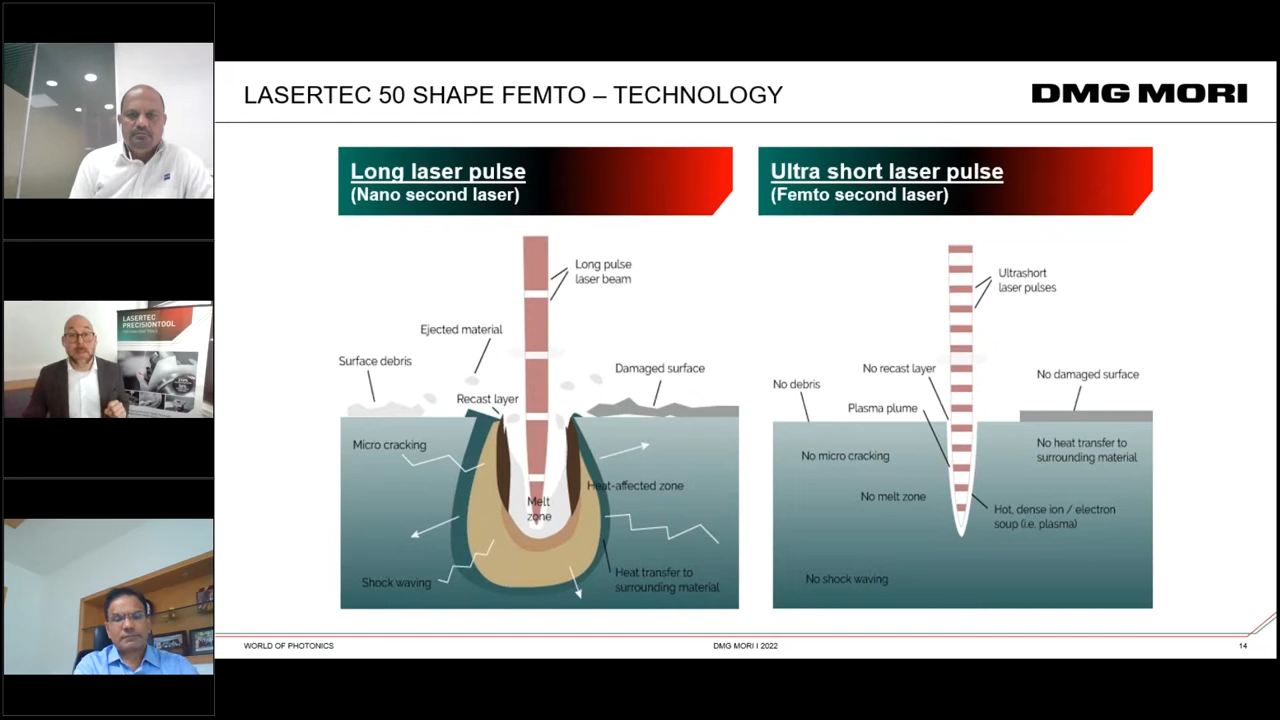 LASERTEC 50 SHAPE FEMTO – TECHNOLOGY
DMG MORI
Long laser pulse
(Nano second laser)
Long pulse
laser beam
Ejected material
Surface debris
Damaged surface
Recast layer
Micro cracking
Heat-affected zone
Melt
zone
Shock waving
Heat transfer to
surrounding material
Ultra short laser pulse
(Femto second laser)
Ultrashort
laser pulses
No recast layer
No damaged surface
No debris
Plasma plume
No heat transfer to
surrounding material
No micro cracking
No melt zone
Hot, dense ion / electron
soup (i.e. plasma)
No shock waving
WORLD OF PHOTONICS
DMG MORI I 2022
14
LASERTEC
PRECISIONTOOL